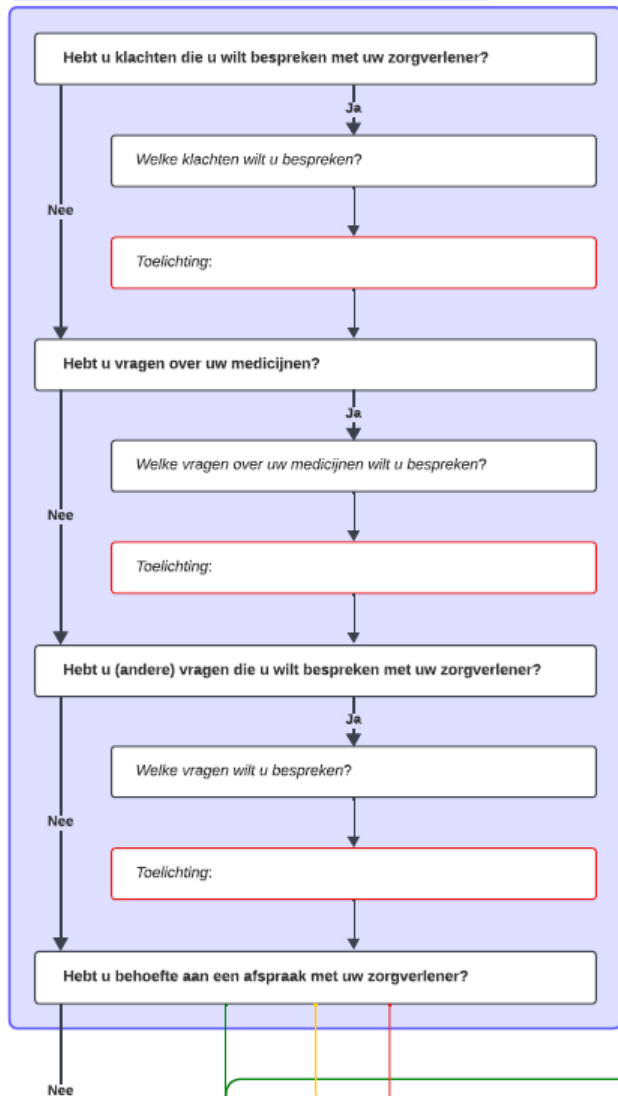 Hebt u klachten die u wilt bespreken met uw zorgverlener?
Ja
Welke klachten wilt u bespreken?
Nee
Toelichting:
Hebt u vragen over uw medicijnen?
Ja
Welke vragen over uw medicijnen wilt u bespreken?
Nee
Toelichting:
Hebt u (andere) vragen die u wilt bespreken met uw zorgverlener?
Ja
Welke vragen wilt u bespreken?
Nee
Toelichting:
Hebt u behoefte aan een afspraak met uw zorgverlener?
Nee